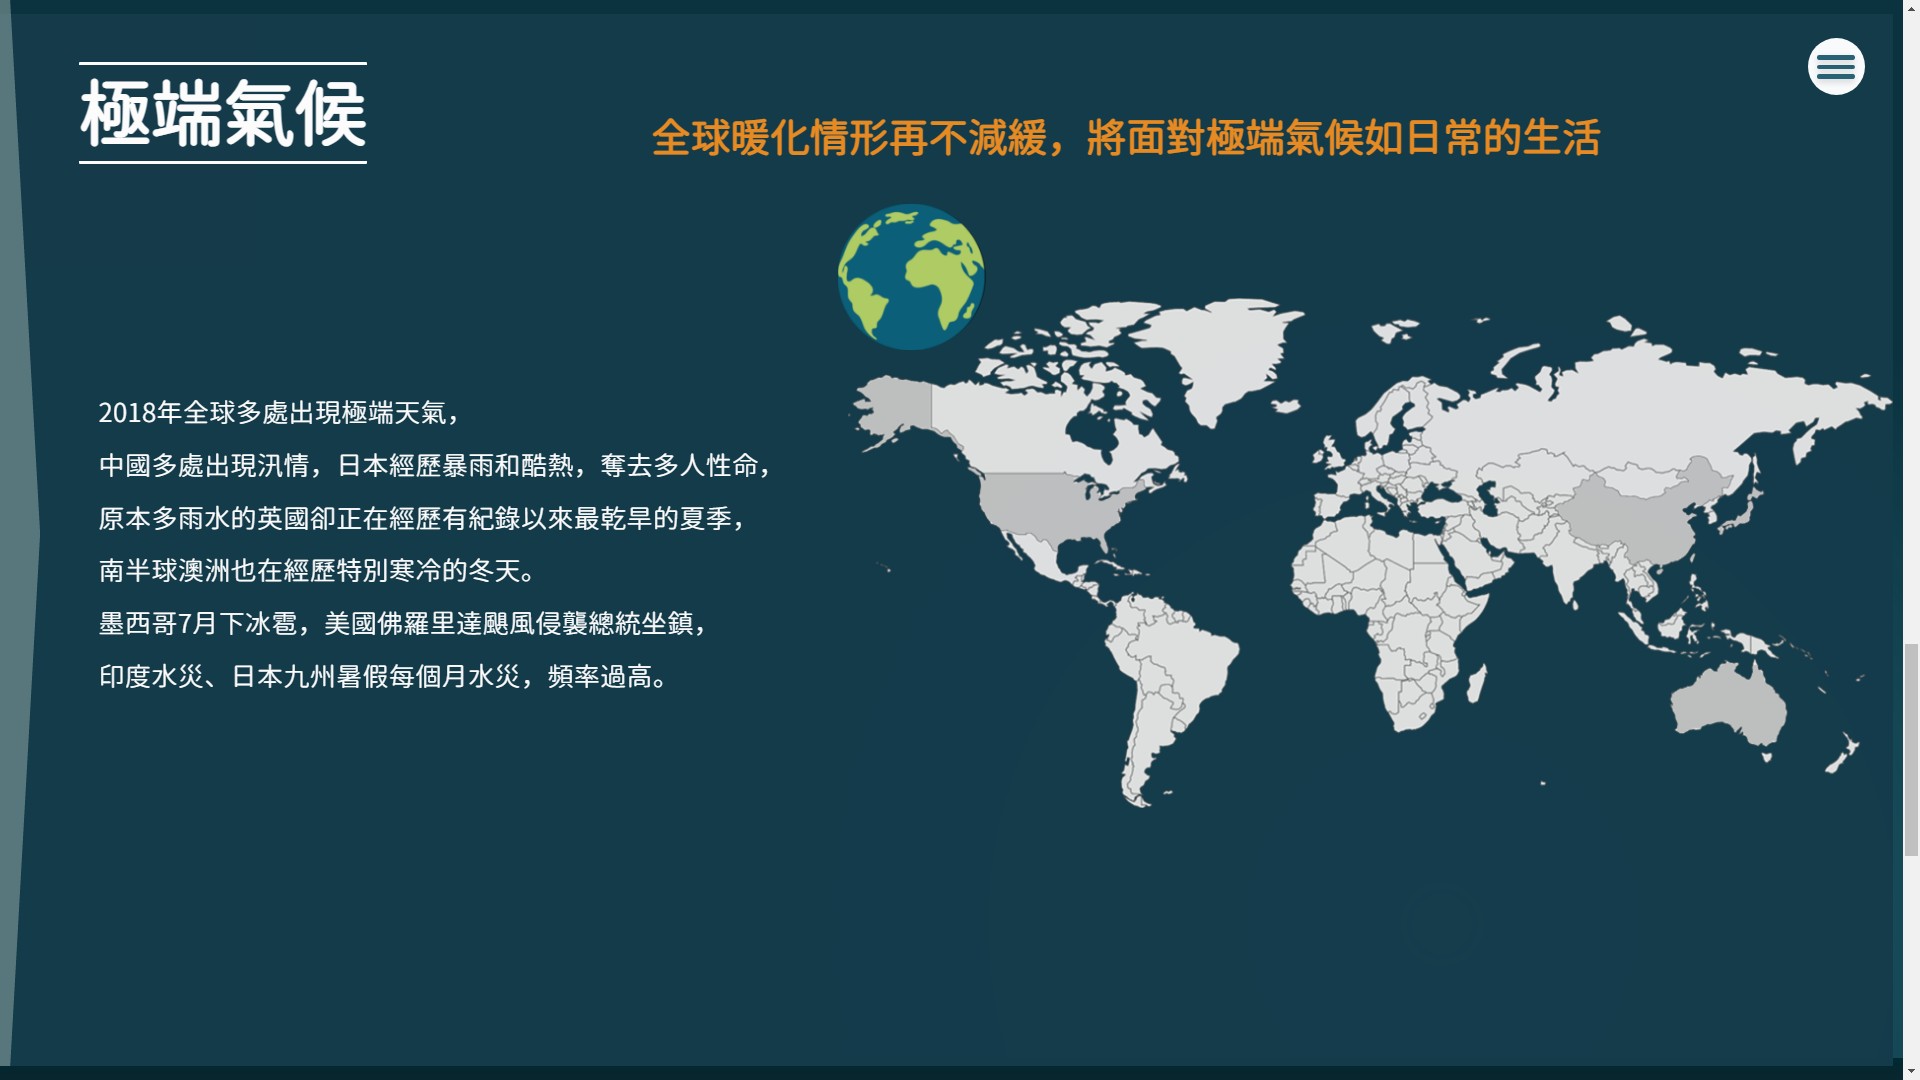 極端氣候
全球暖化情形再不減緩，將面對極端氣候如日常的生活
2018年全球多處出現極端天氣，
中國多處出現汛情，日本經歷暴雨和酷熱，奪去多人性命，
原本多雨水的英國卻正在經歷有紀錄以來最乾旱的夏季，
南半球澳洲也在經歷特別寒冷的冬天。
墨西哥7月下冰雹，美國佛羅里達颶風侵襲總統坐鎮，
印度水災、日本九州暑假每個月水災，頻率過高。